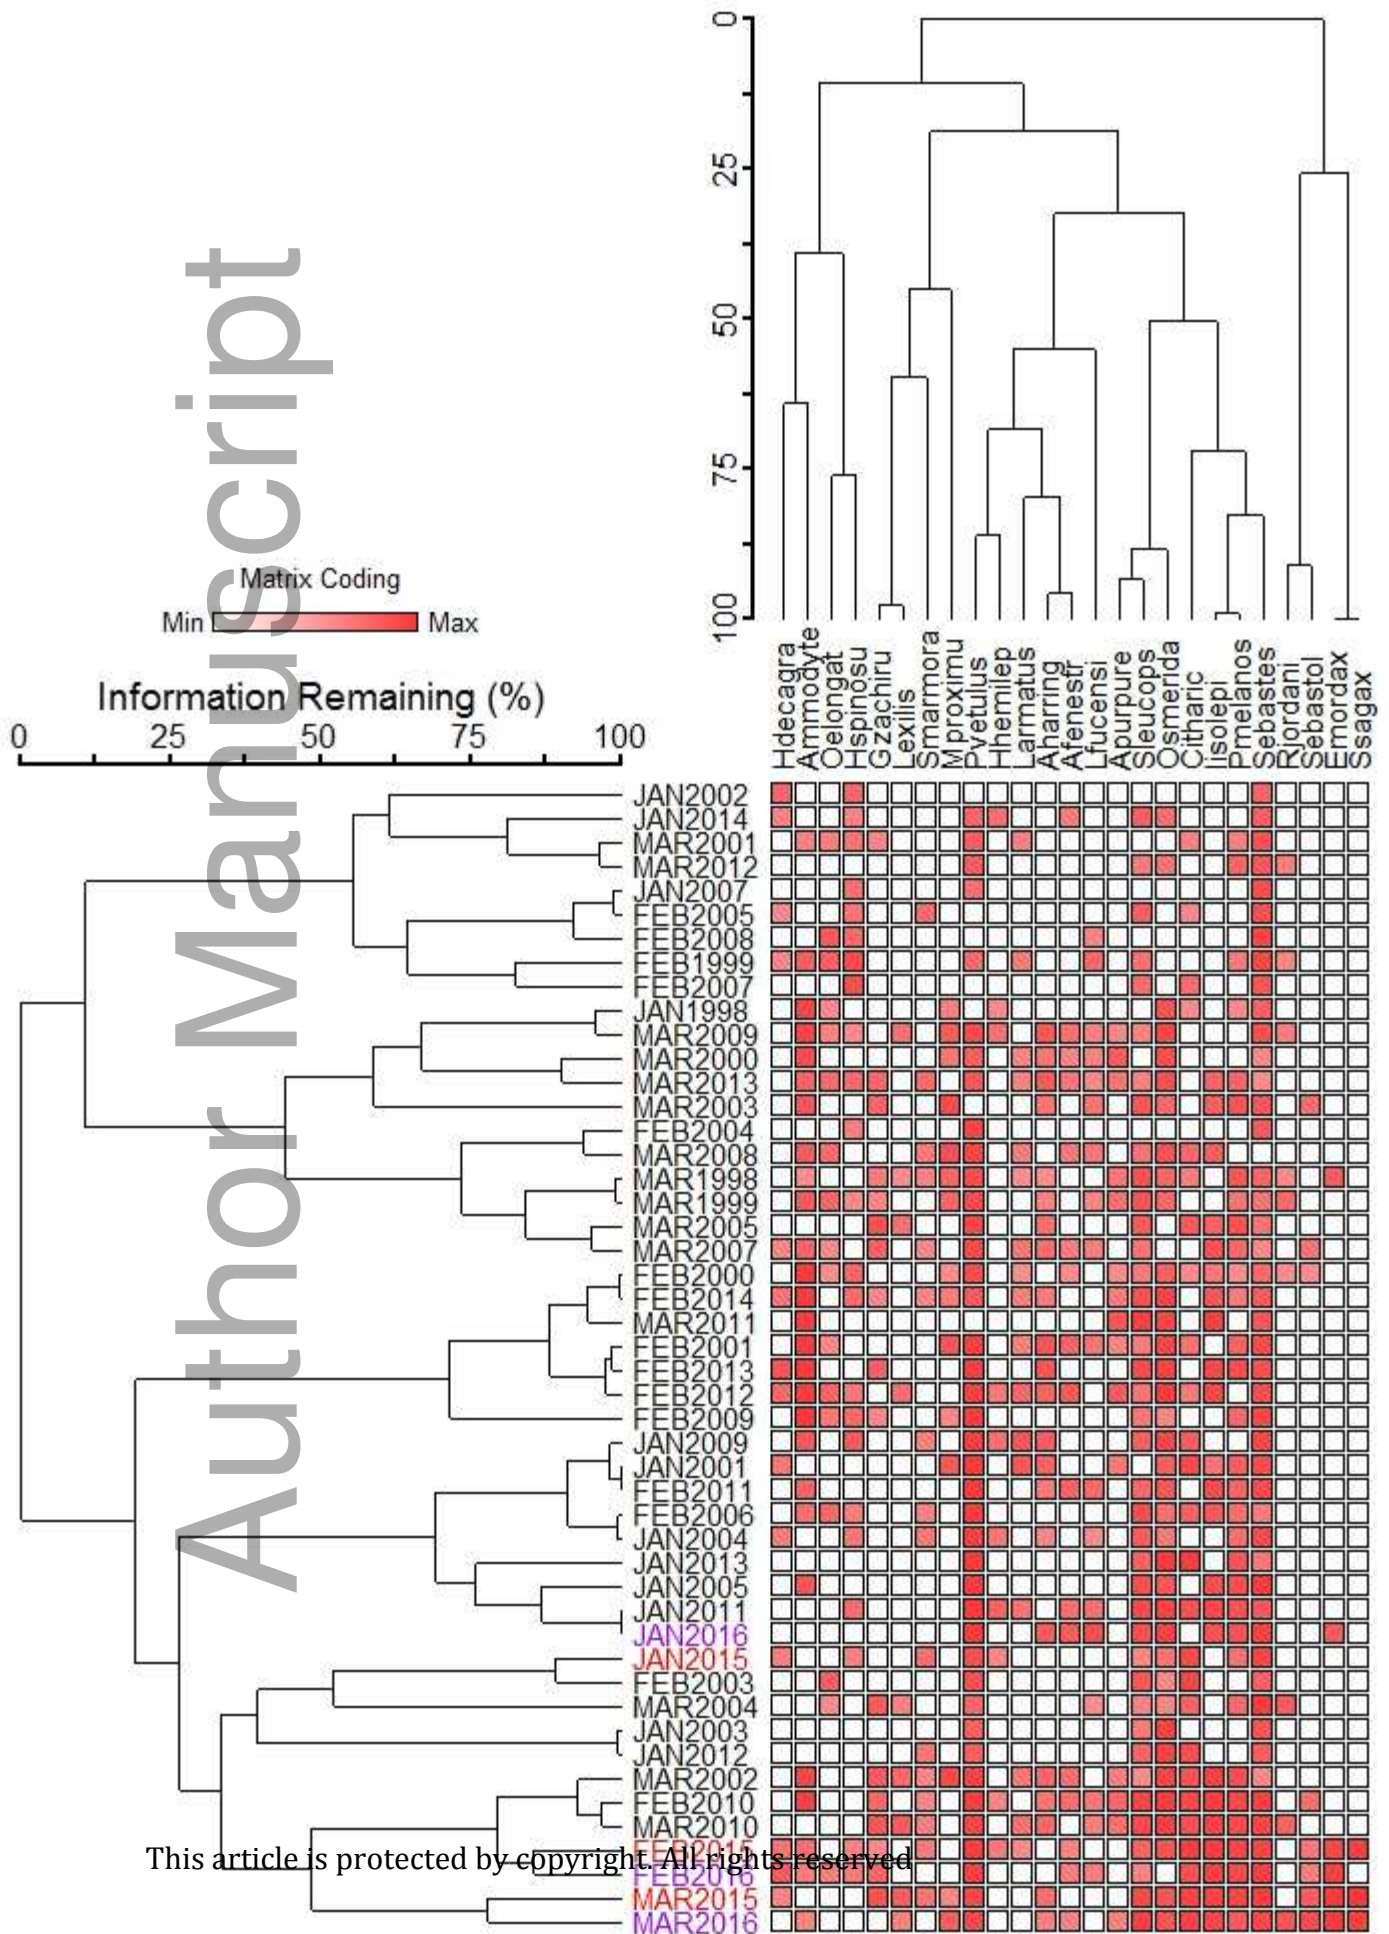 0
25
50
75
100
Author Manuscript
Matrix Coding
Min Max
Information Remaining (%)
0 25 50 75 100
Hdecagra
Ammodyte
Oelongat
Hspinosu
Gzachiru
Lexilis
Smarmora
Mproximu
Pvetulus
Hhemilep
Larmatus
Aharring
Afenestr
Lfucensi
Apurpure
Sleucops
Osmerida
Citharic
Iisolepi
Pmelanos
Sebastes
Rjordani
Sebastol
Emordax
Ssagax
JAN2002
JAN2014
MAR2001
MAR2012
JAN2007
FEB2005
FEB2008
FEB1999
FEB2007
JAN1998
MAR2009
MAR2000
MAR2013
MAR2003
FEB2004
MAR2008
MAR1998
MAR1999
MAR2005
MAR2007
FEB2000
FEB2014
MAR2011
FEB2001
FEB2013
FEB2012
FEB2009
JAN2009
JAN2001
FEB2011
FEB2006
JAN2004
JAN2013
JAN2005
JAN2011
JAN2016
JAN2015
FEB2003
MAR2004
JAN2003
JAN2012
MAR2002
FEB2010
MAR2010
FEB2015
This article is protected by copyright. All rights reserved
FEB2016
MAR2015
MAR2016